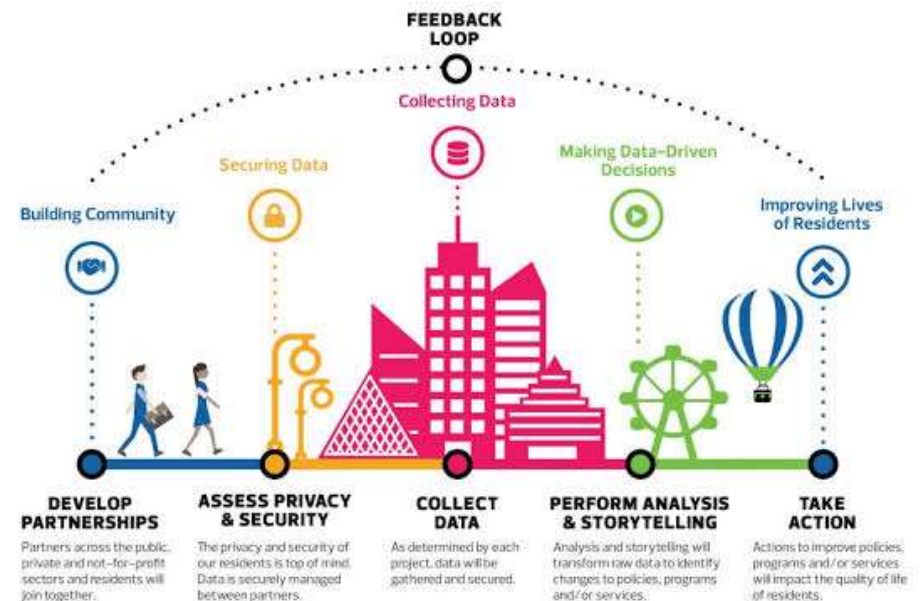 FEEDBACK
LOOP
Collecting Data
Securing Data
Making Data-Driven
Decisions
Building Community
Improving Lives
of Residents
DEVELOP
PARTNERSHIPS
Partners across the public,
private and not-for-profit
sectors and residents will
join together.
ASSESS PRIVACY
& SECURITY
The privacy and security of
our residents is top of mind.
Data is securely managed
between partners.
COLLECT
DATA
As determined by each
project, data will be
gathered and secured.
PERFORM ANALYSIS
& STORYTELLING
Analysis and storytelling will
transform raw data to identify
changes to policies, programs
and/or services.
TAKE
ACTION
Actions to improve policies,
programs and/or services
will impact the quality of life
of residents.